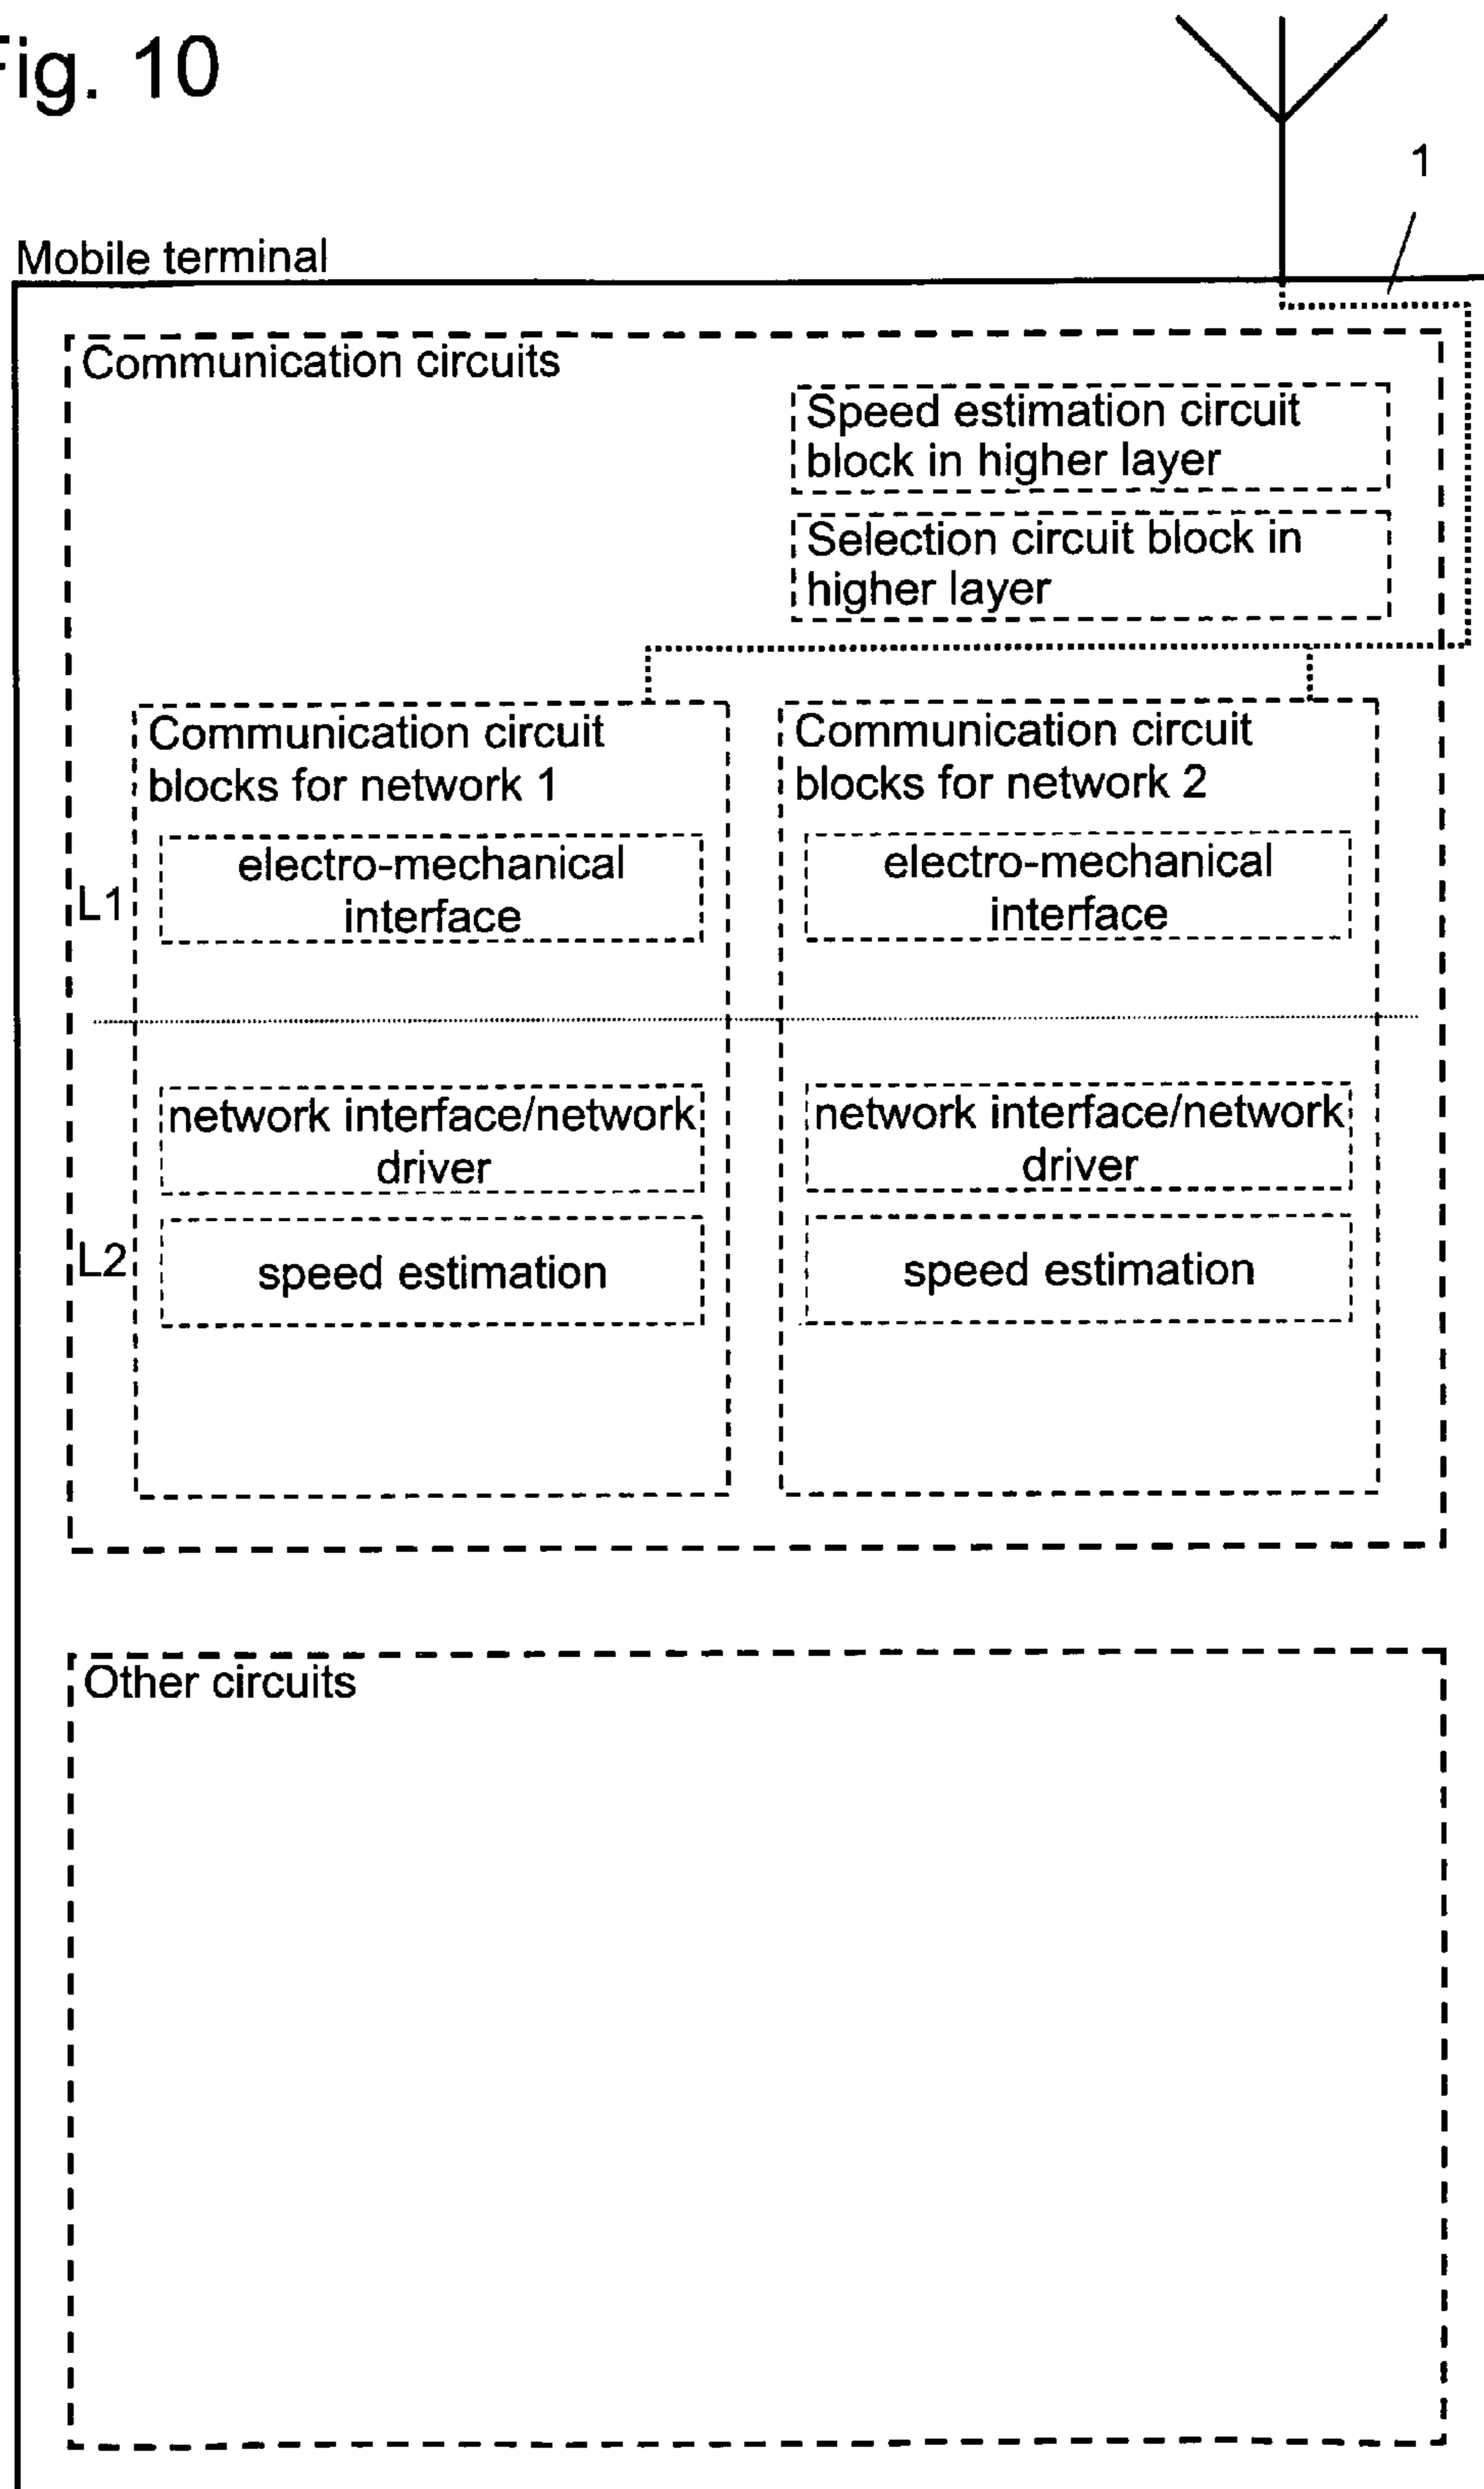 Fig. 10
1
Mobile terminal
Communication circuits
Speed estimation circuit
block in higher layer
Selection circuit block in
higher layer
Communication circuit
blocks for network 1
electro-mechanical
interface
L1
network interface/network
driver
L2
speed estimation
Communication circuit
blocks for network 2
electro-mechanical
interface
network interface/network
driver
speed estimation
Other circuits